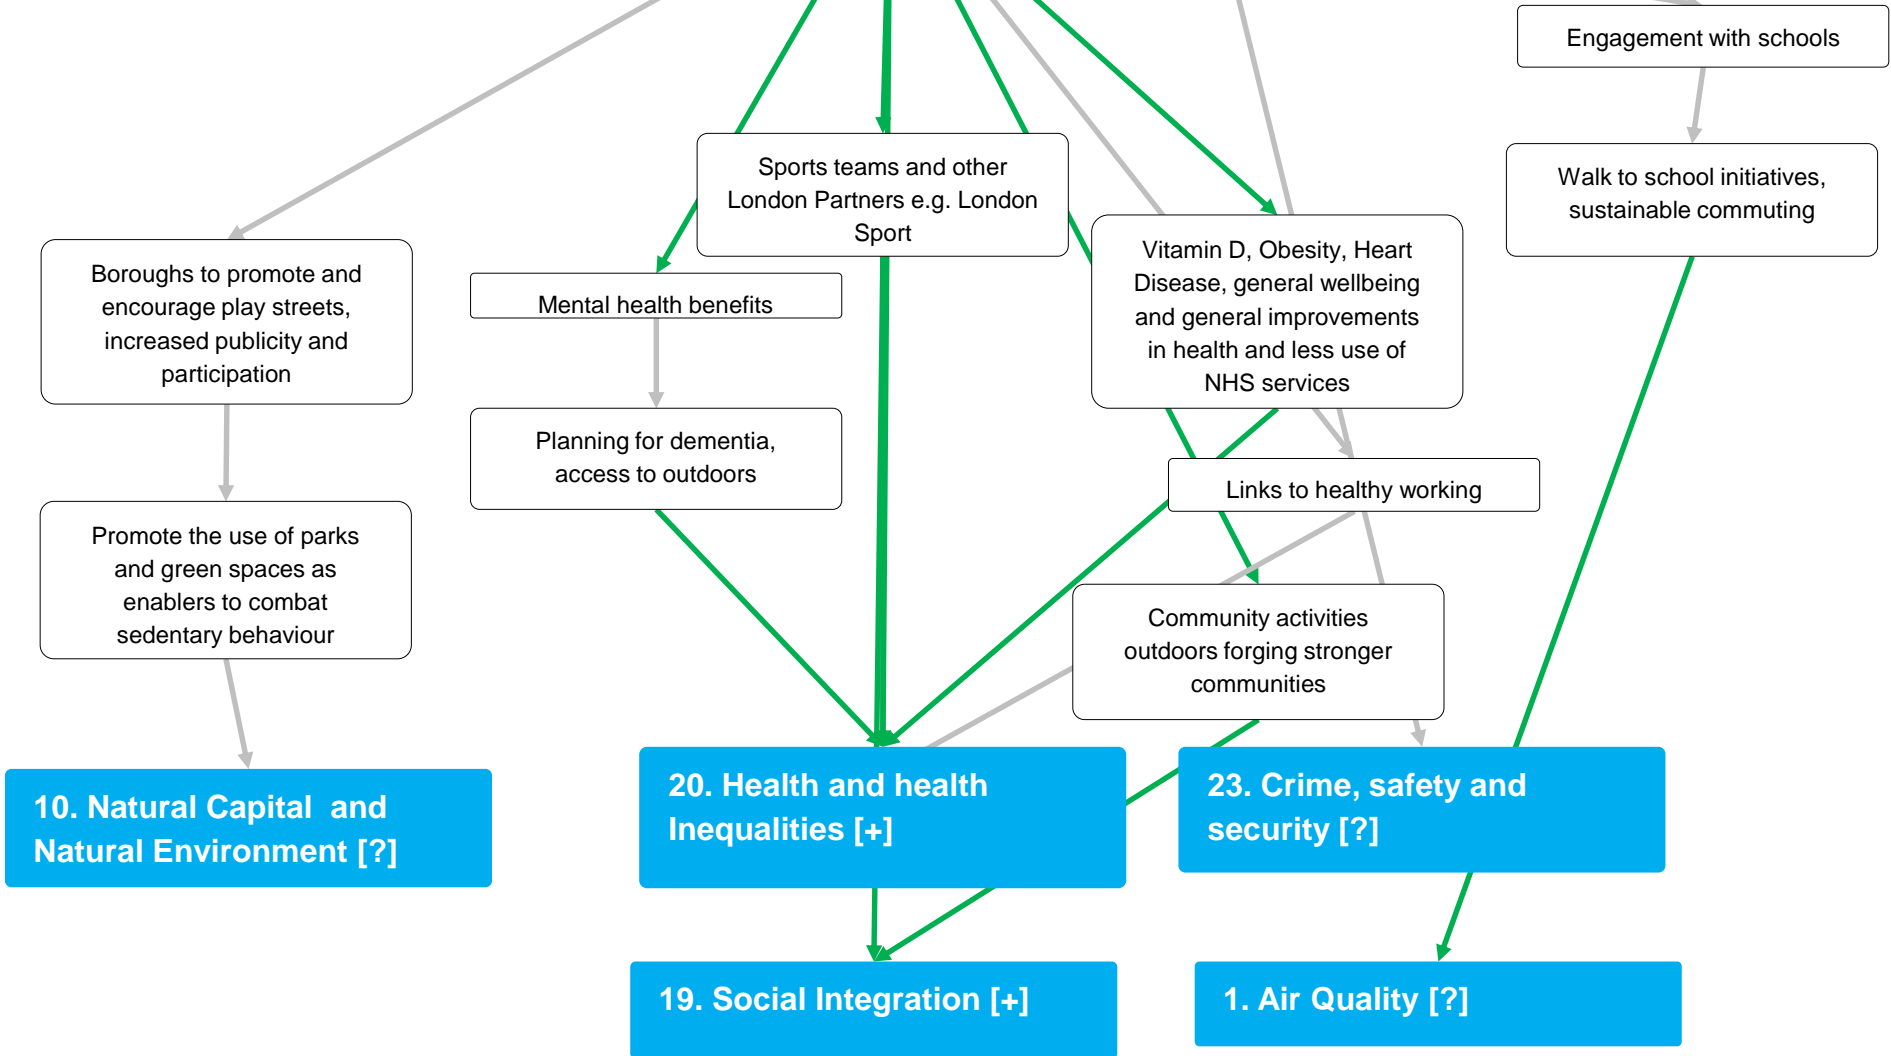 Engagement with schools
Sports teams and other
London Partners e.g. London
Sport
Walk to school initiatives,
sustainable commuting
Boroughs to promote and
encourage play streets,
increased publicity and
participation
Mental health benefits
Vitamin D, Obesity, Heart
Disease, general wellbeing
and general improvements
in health and less use of
NHS services
Planning for dementia,
access to outdoors
Links to healthy working
Promote the use of parks
and green spaces as
enablers to combat
sedentary behaviour
Community activities
outdoors forging stronger
communities
10. Natural Capital  and
Natural Environment [?]
20. Health and health
Inequalities [+]
23. Crime, safety and
security [?]
19. Social Integration [+]
1. Air Quality [?]